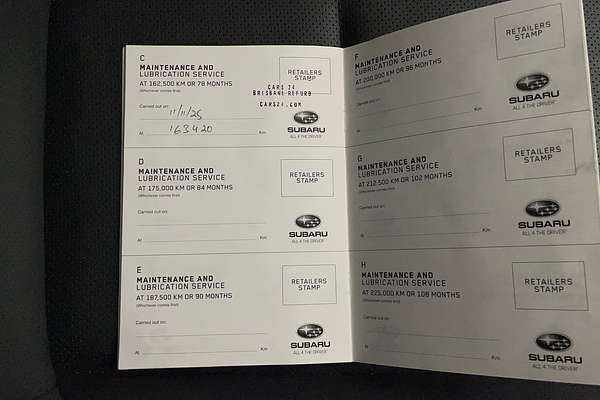 C
MAINTENANCE AND
LUBRICATION SERVICE
AT 162,500 KM OR 78 MONTHS
(Whichever comes first)
RETAILERS
STAMP
CARS 24
BRISBANE REFURB
CARS24.COM
Carried out on:
11/11/25
At 163420 Km
SUBARU
ALL 4 THE DRIVER
D
MAINTENANCE AND
LUBRICATION SERVICE
AT 175,000 KM OR 84 MONTHS
(Whichever comes first)
RETAILERS
STAMP
Carried out on:
At Km
SUBARU
ALL 4 THE DRIVER
E
MAINTENANCE AND
LUBRICATION SERVICE
AT 187,500 KM OR 90 MONTHS
(Whichever comes first)
RETAILERS
STAMP
Carried out on:
At Km
SUBARU
ALL 4 THE DRIVER
F
MAINTENANCE AND
LUBRICATION SERVICE
AT 200,000 KM OR 96 MONTHS
(Whichever comes first)
RETAILERS
STAMP
Carried out on:
At Km
SUBARU
ALL 4 THE DRIVER
G
MAINTENANCE AND
LUBRICATION SERVICE
AT 212,500 KM OR 102 MONTHS
(Whichever comes first)
RETAILERS
STAMP
Carried out on:
At Km
SUBARU
ALL 4 THE DRIVER
H
MAINTENANCE AND
LUBRICATION SERVICE
AT 225,000 KM OR 108 MONTHS
(Whichever comes first)
RETAILERS
STAMP
Carried out on:
At Km
SUBARU
ALL 4 THE DRIVER